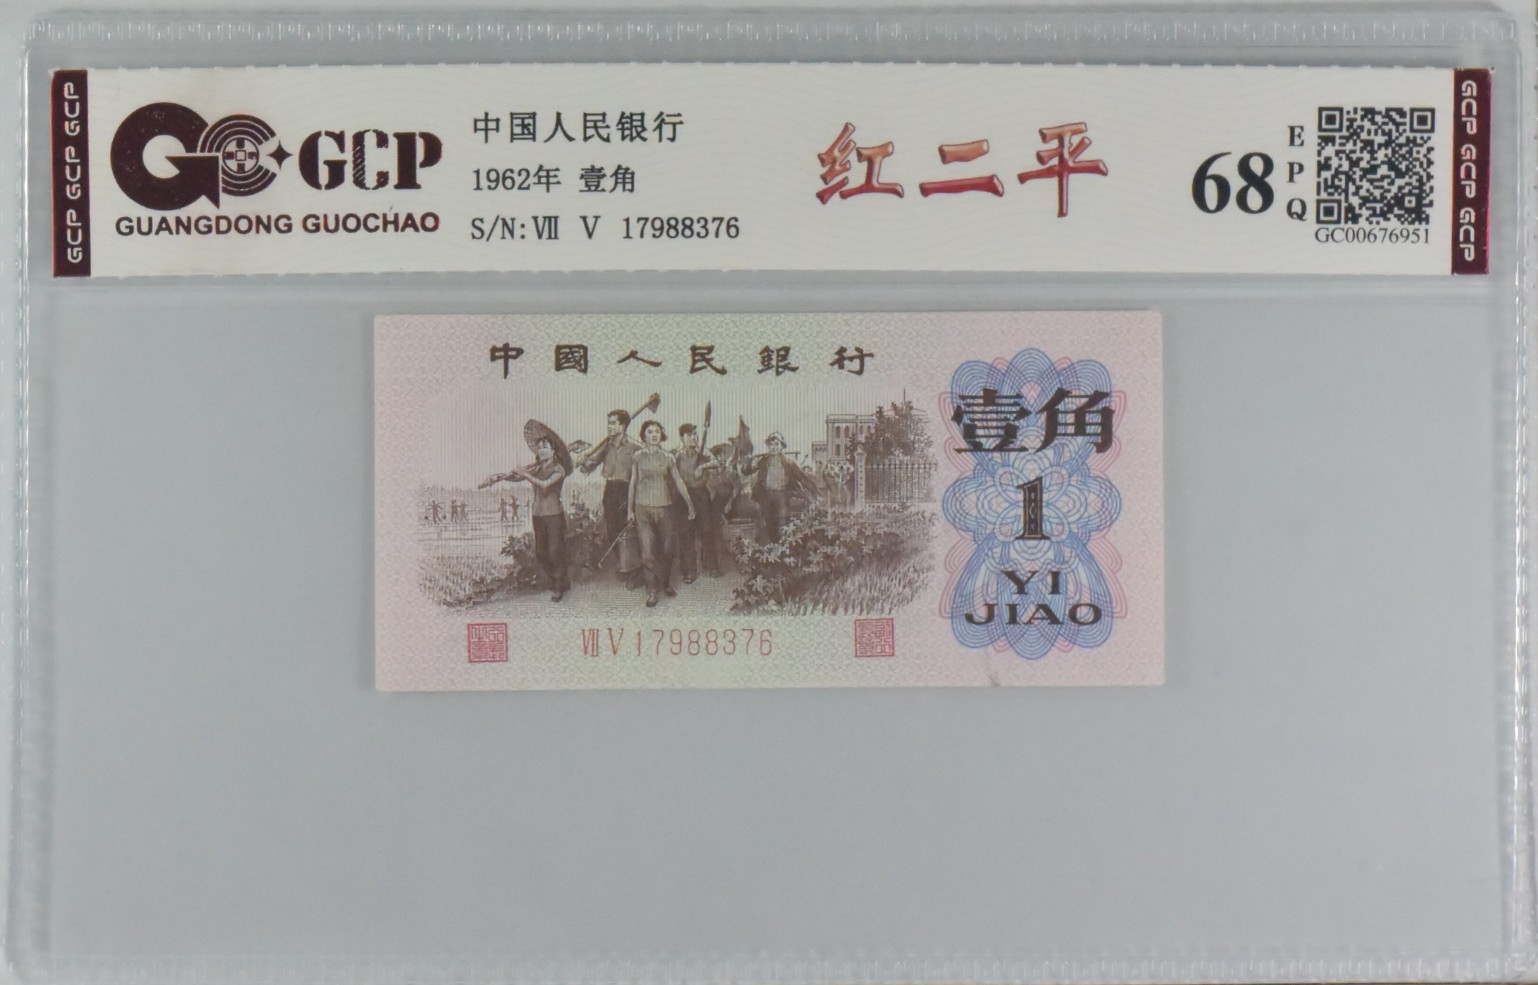 GCP GCP GCP
GCP
GUANGDONG GUOCHAO
中国人民银行
1962年 壹角
S/N:Ⅶ Ⅴ 17988376
红二平
68
EPQ
GC00676951
GCP GCP GCP
中國人民銀行
壹角
1
YI
JIAO
ⅦⅤ17988376